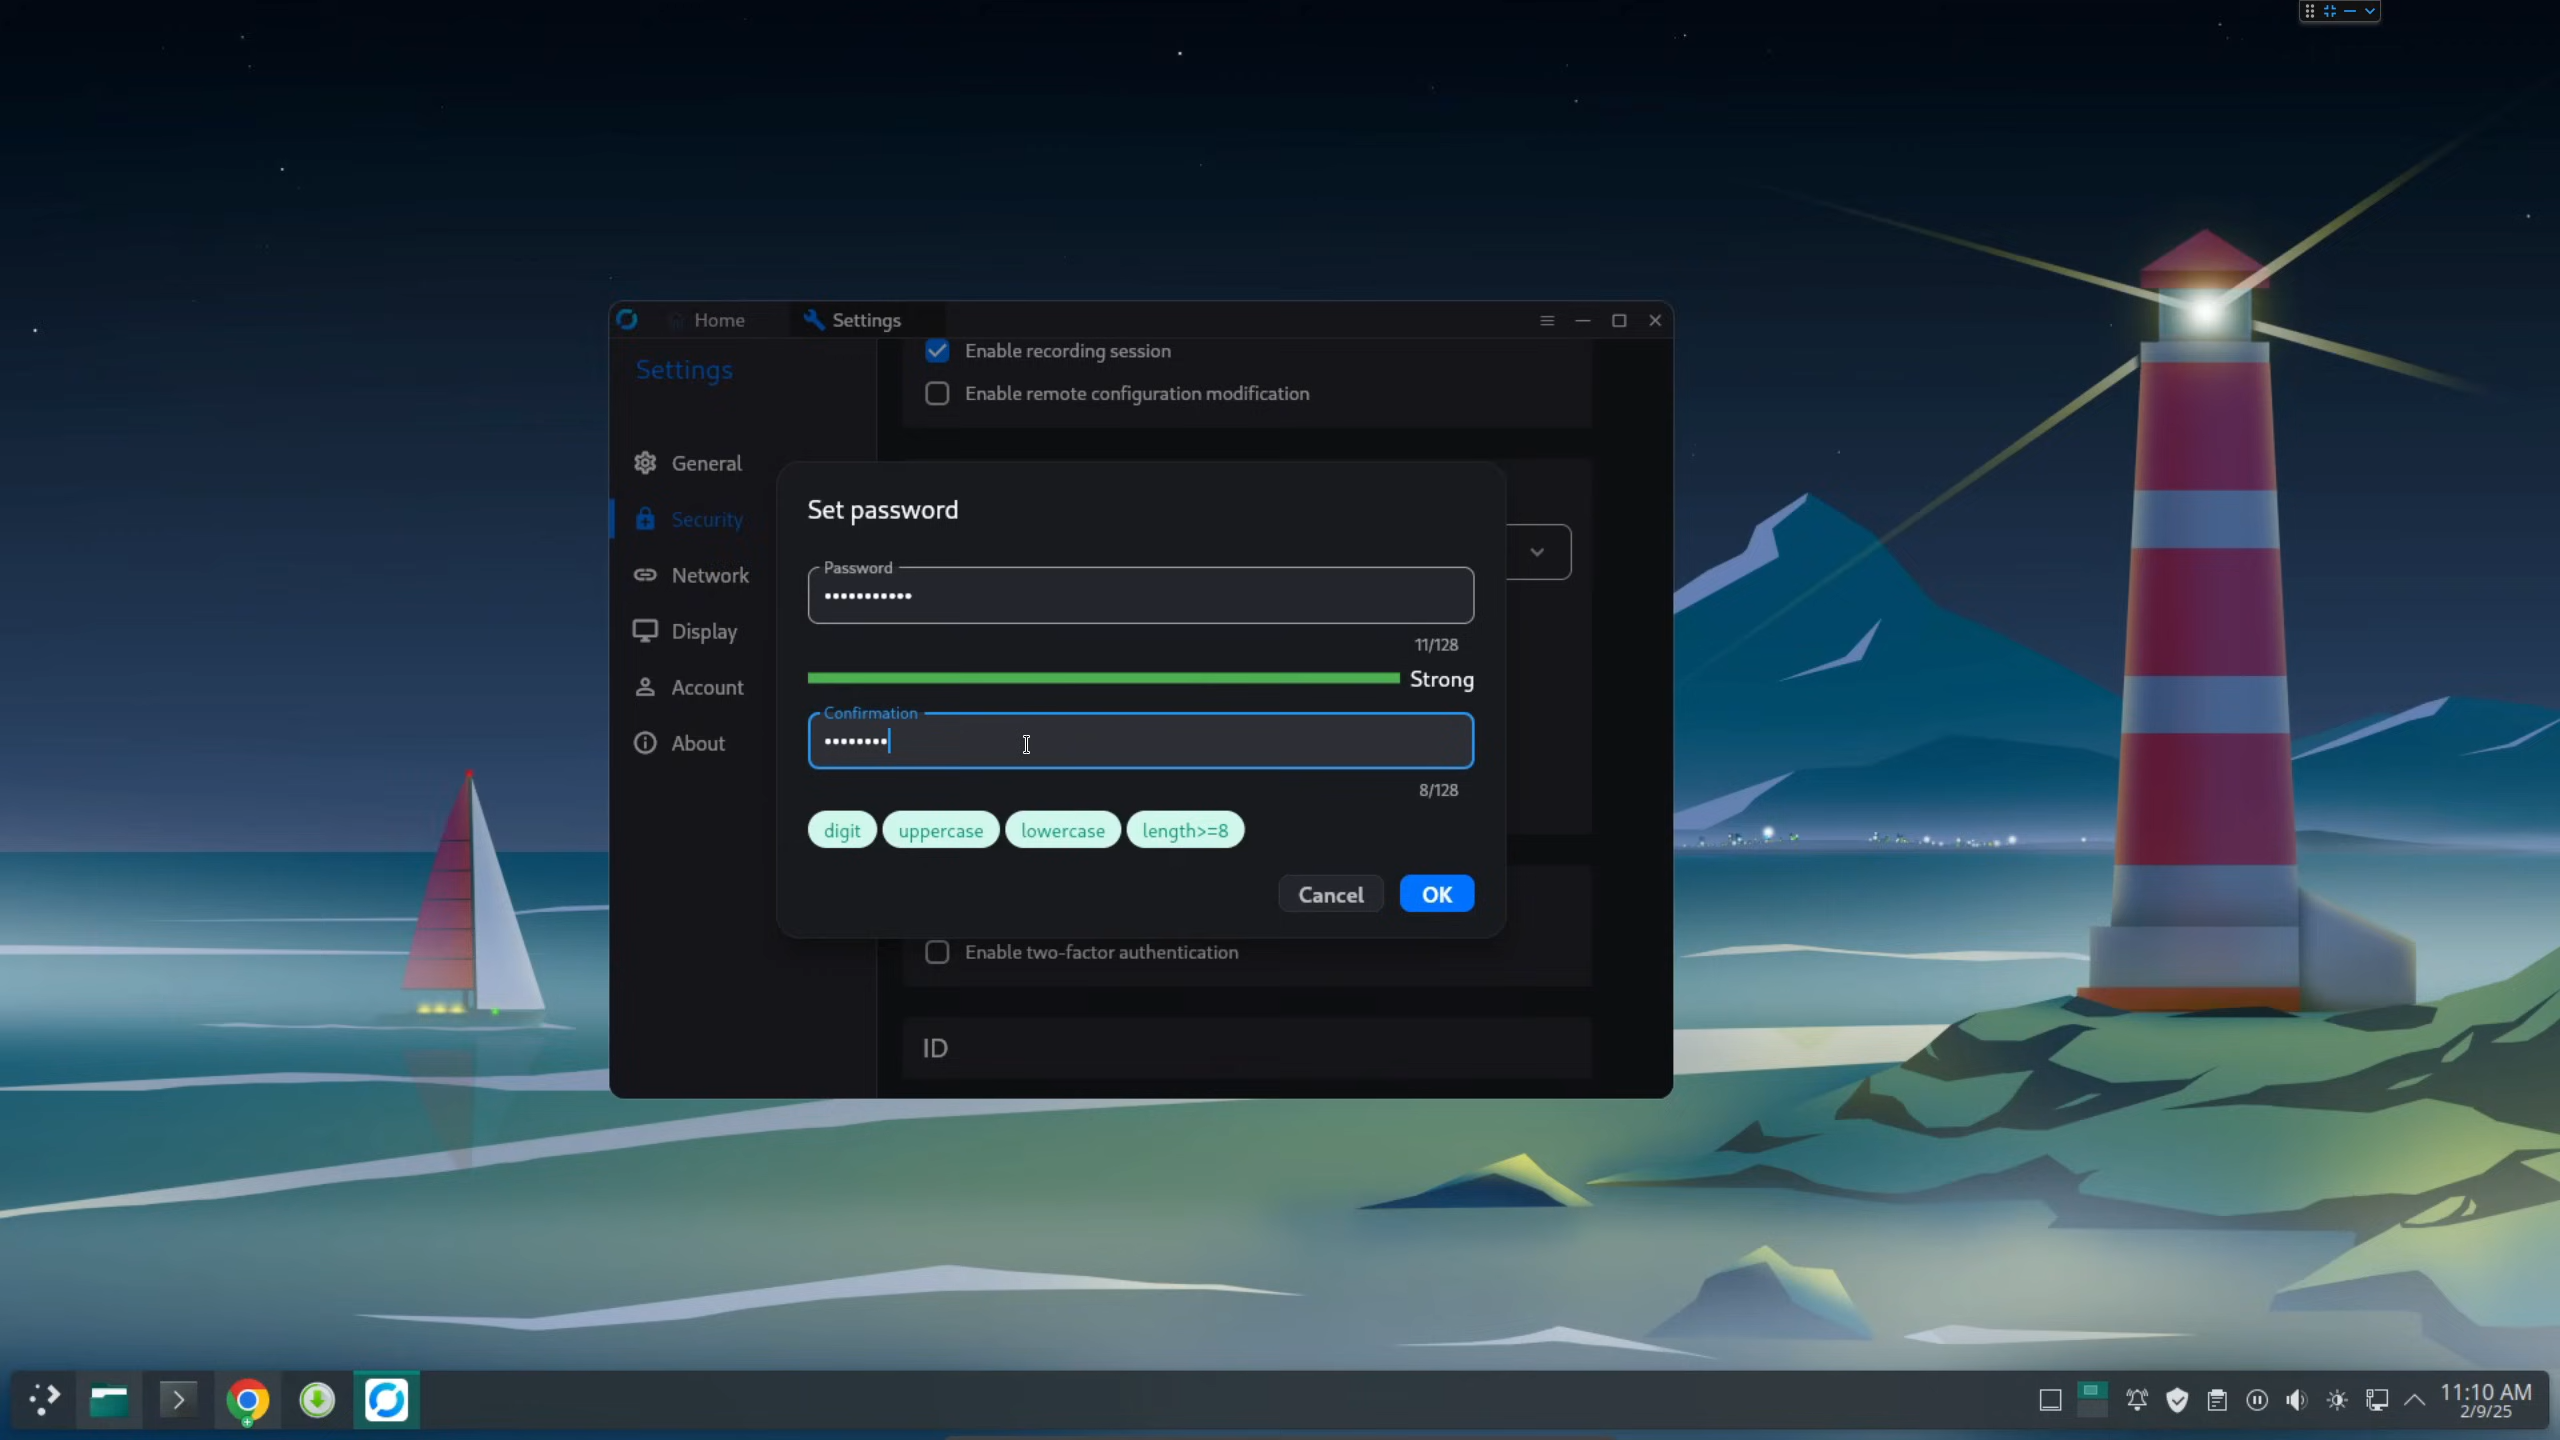 Home
Settings
Settings
Enable recording session
Enable remote configuration modification
General
Security
Network
Display
Account
About
Set password
Password
•••••••••••
11/128
Strong
Confirmation
••••••••
8/128
digit
uppercase
lowercase
length>=8
Cancel
OK
Enable two-factor authentication
ID
11:10 AM
2/9/25